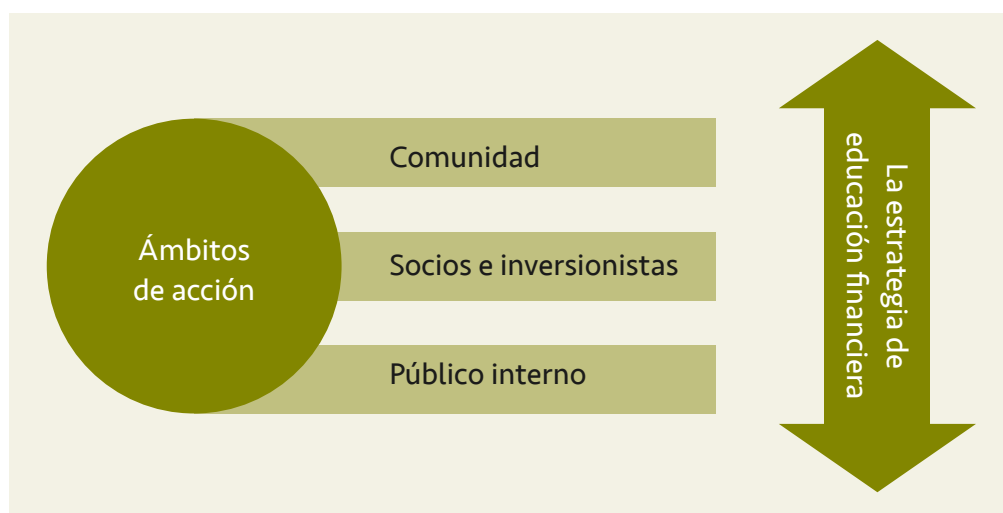 Ámbitos
de acción
Comunidad
Socios e inversionistas
Público interno
La estrategia de
educación financiera